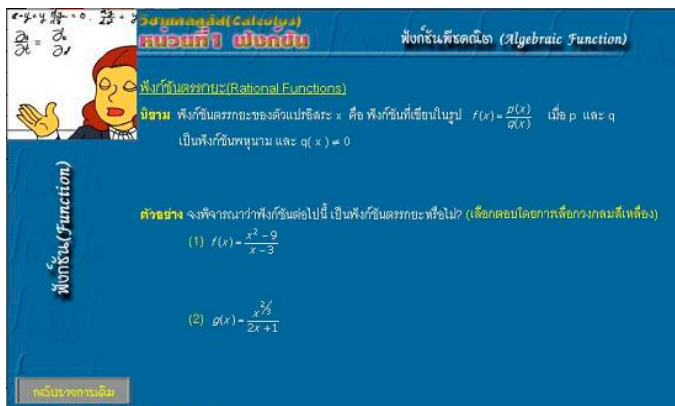 วิชาแคลคูลัส(Calculus)
หน่วยที่1 ฟังก์ชัน
ฟังก์ชันพีชคณิต (Algebraic Function)
ฟังก์ชันตรรกยะ(Rational Functions)
นิยาม ฟังก์ชันตรรกยะของตัวแปรอิสระ x คือ ฟังก์ชันที่เขียนในรูป f(x)=p(x)/q(x) เมื่อ p และ q
เป็นฟังก์ชันพหุนาม และ q( x ) ≠ 0
ตัวอย่าง จงพิจารณาว่าฟังก์ชันต่อไปนี้ เป็นฟังก์ชันตรรกยะหรือไม่? (เลือกตอบโดยการเลือกวงกลมสีเหลือง)
(1) f(x)=x² − 9/x − 3
(2) g(x)=x^2/3/2x + 1
ฟังก์ชัน(Function)
กลับรายการเดิม